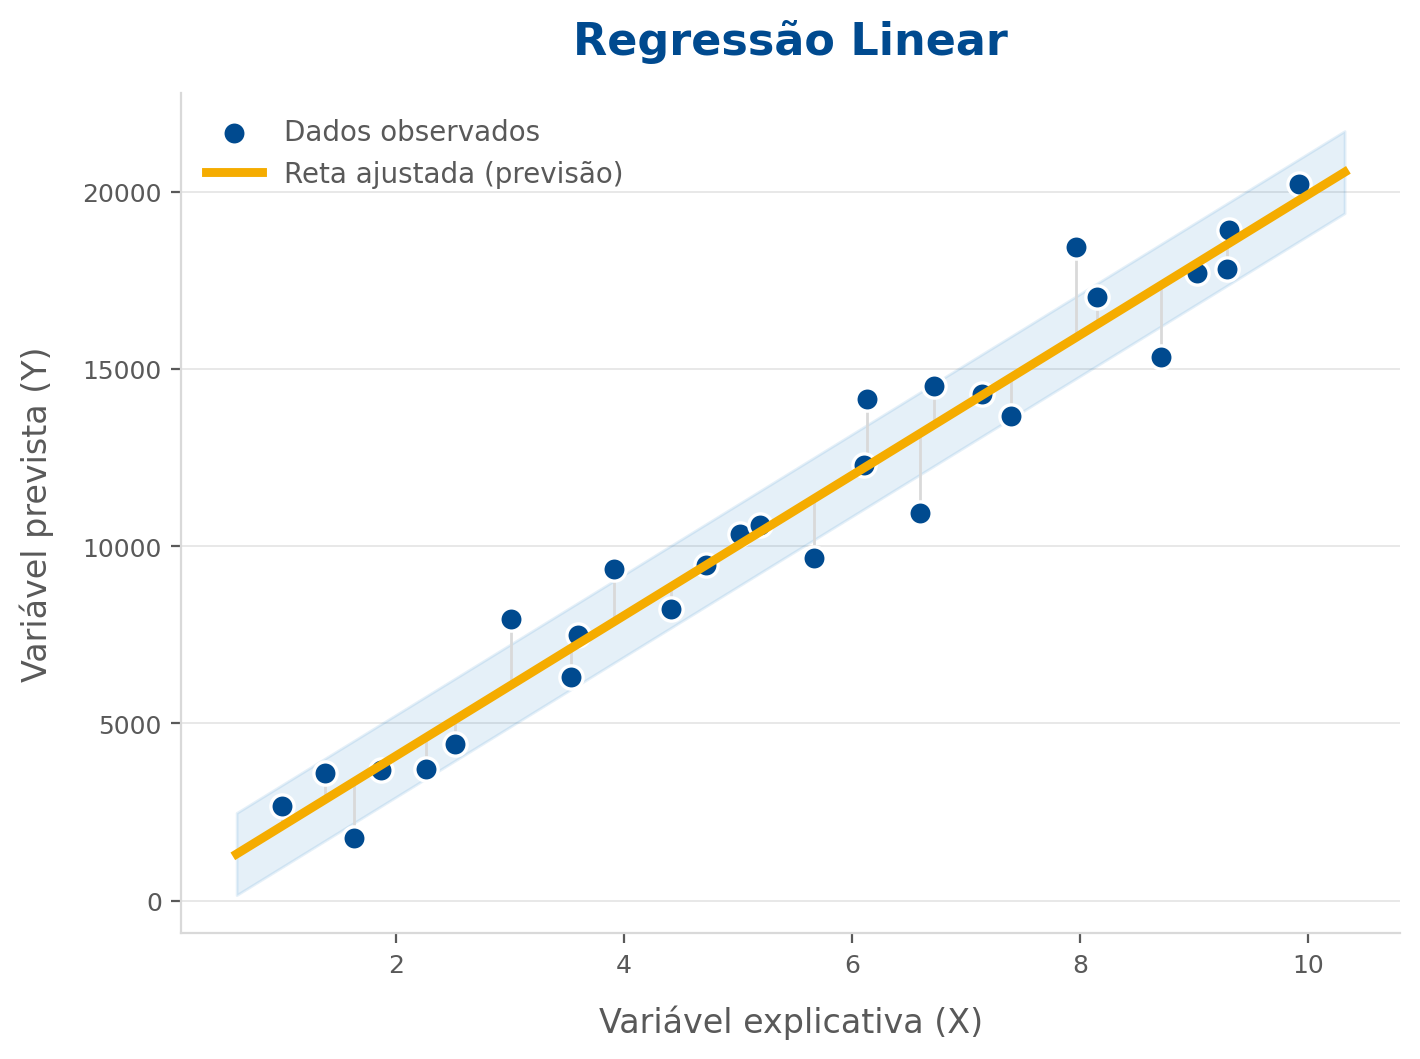 Regressão Linear
Dados observados
Reta ajustada (previsão)
20000
15000
10000
5000
0
Variável prevista (Y)
2 4 6 8 10
Variável explicativa (X)